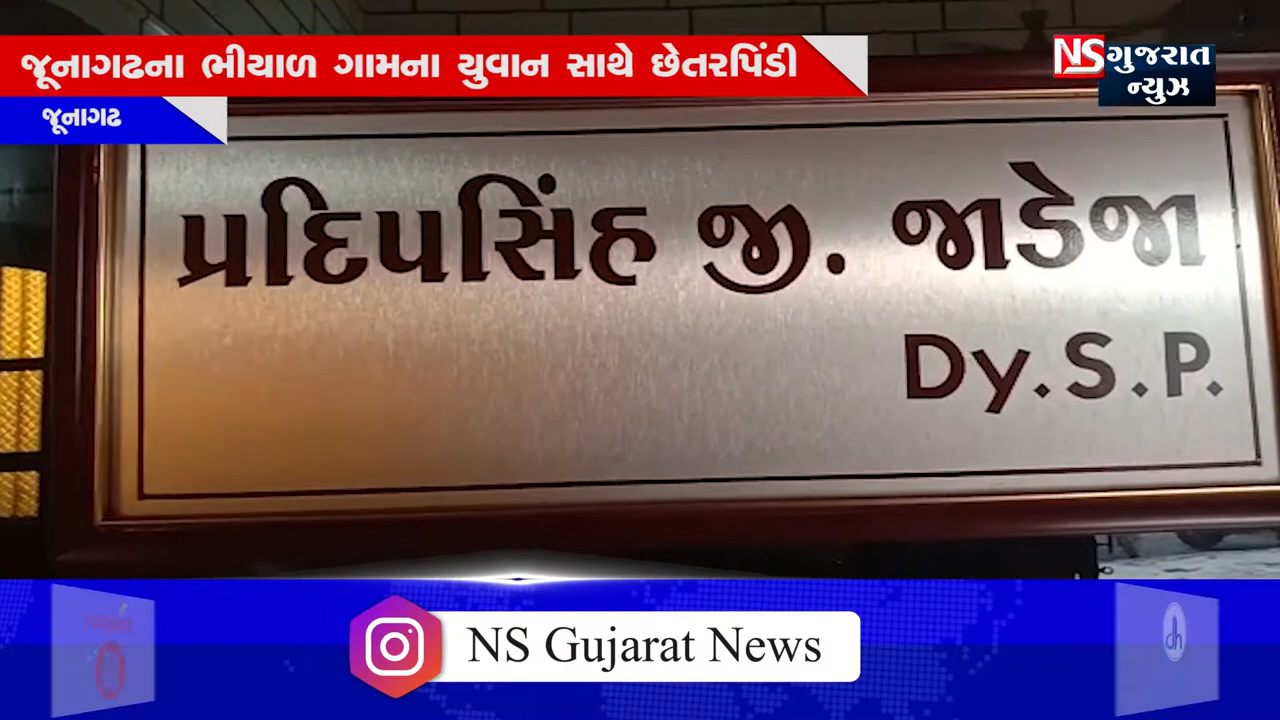 જૂનાગઢના ભીયાળ ગામના યુવાન સાથે છેતરપિંડી
જૂનાગઢ
NS ગુજરાત
ન્યુઝ
પ્રદિપસિંહ જી. જાડેજા
Dy.S.P.
NS Gujarat News